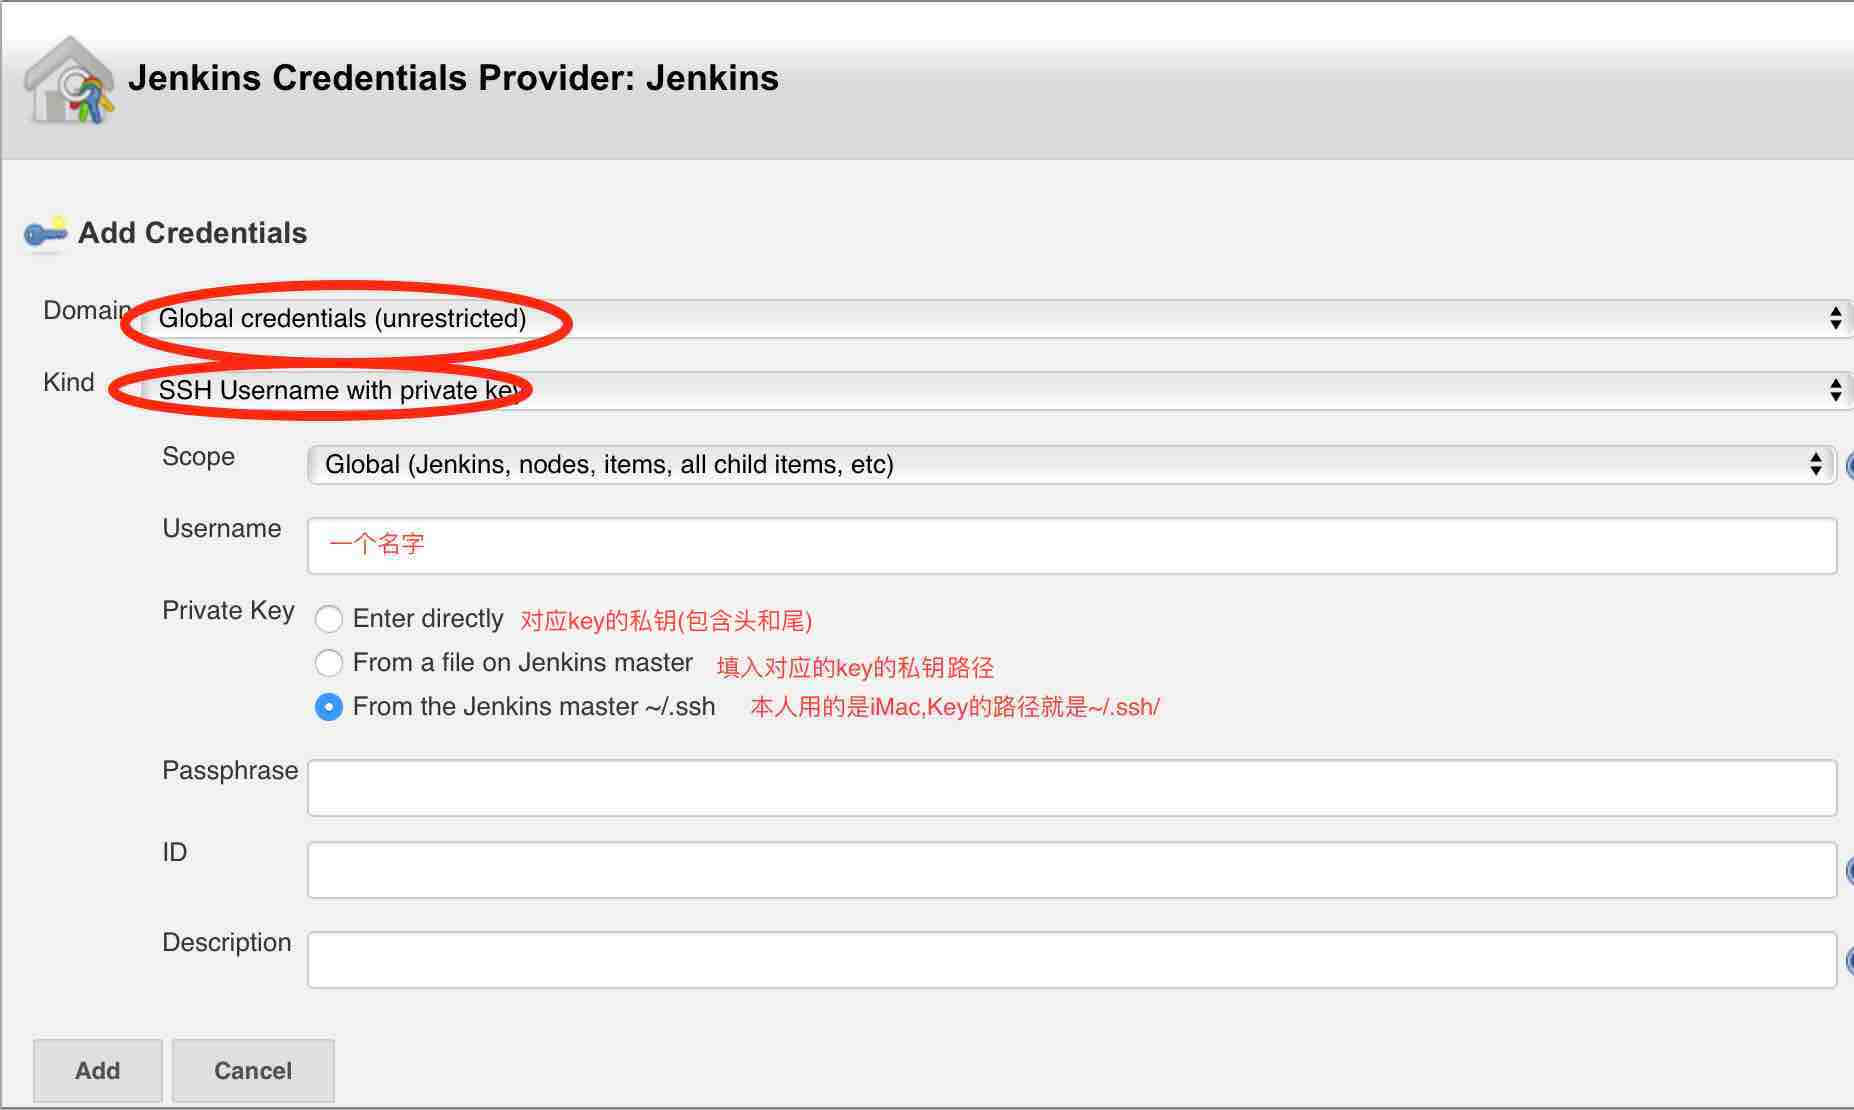 Jenkins Credentials Provider: Jenkins
Add Credentials
Domain Global credentials (unrestricted)
Kind SSH Username with private key
Scope Global (Jenkins, nodes, items, all child items, etc)
Username 一个名字
Private Key Enter directly 对应key的私钥(包含头和尾)
From a file on Jenkins master 填入对应的key的私钥路径
From the Jenkins master ~/.ssh 本人用的是iMac,Key的路径就是~/.ssh/
Passphrase
ID
Description
Add Cancel